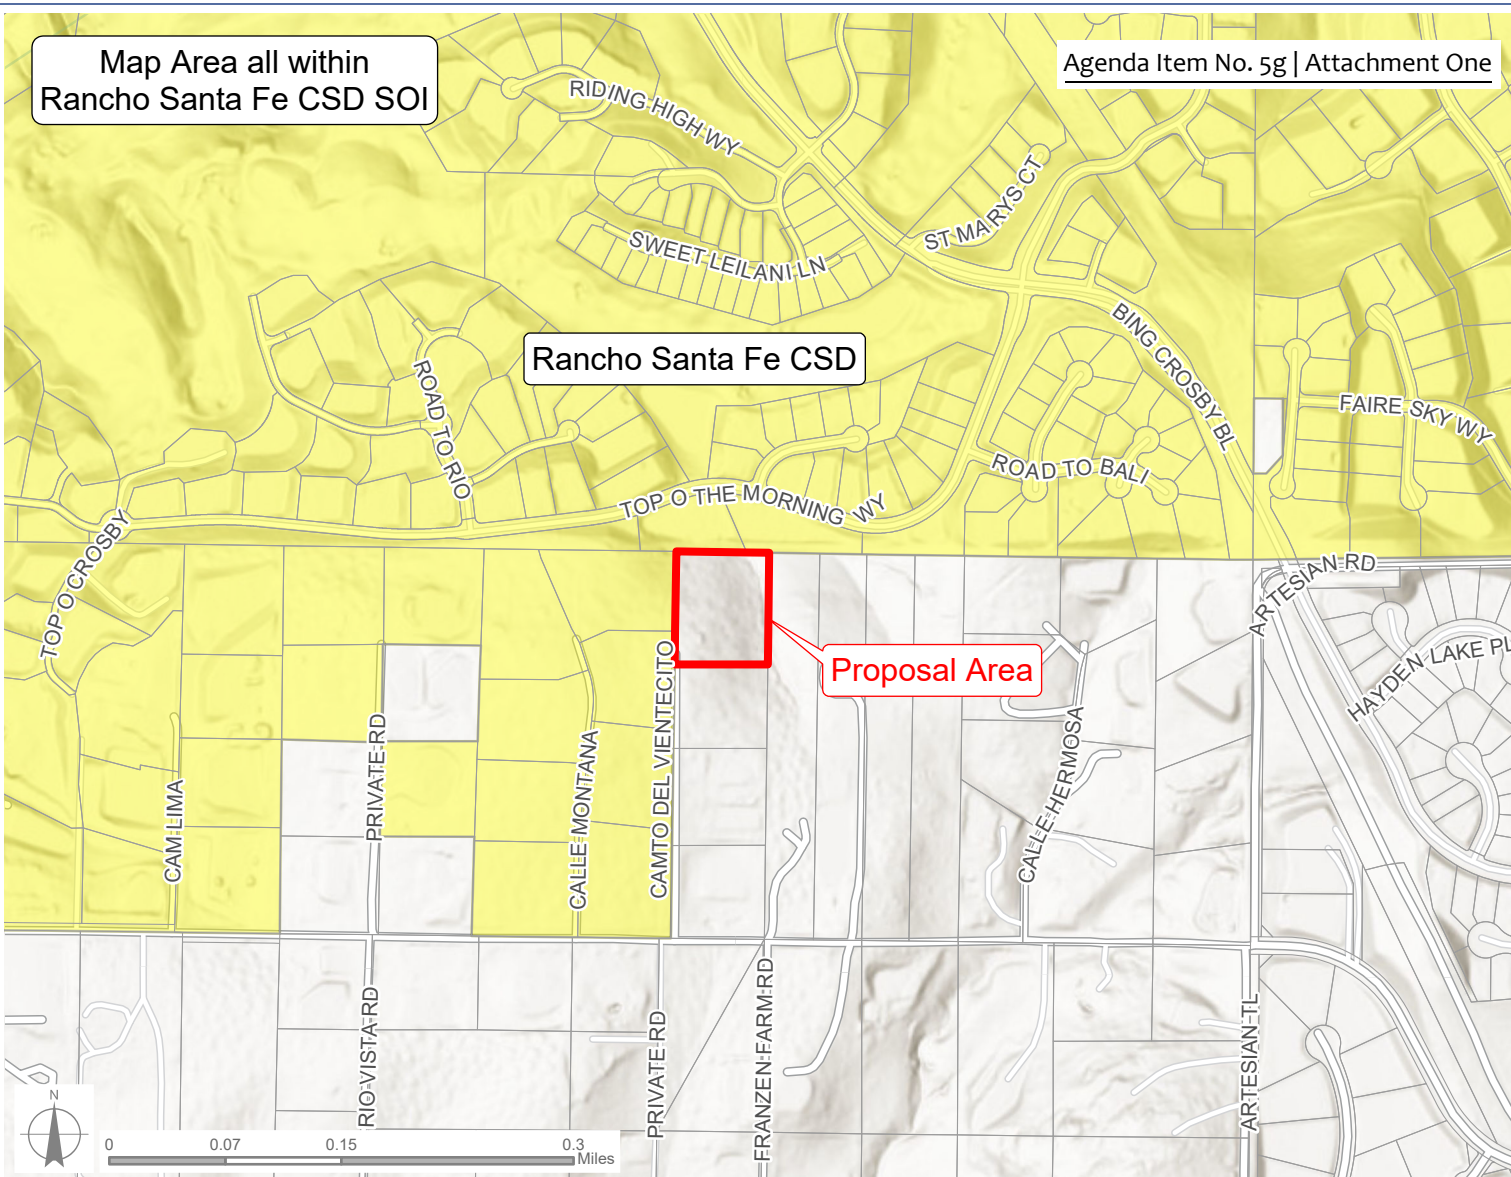 Map Area all within
Rancho Santa Fe CSD SOI
Agenda Item No. 5g | Attachment One
RIDING HIGH WY
ST MARYS CT
SWEET LEILANI LN
BING CROSBY BL
Rancho Santa Fe CSD
ROAD TO RIO
FAIRE SKY WY
ROAD TO BALI
TOP O THE MORNING WY
TOP O CROSBY
ARTESIAN RD
Proposal Area
HAYDEN LAKE PL
CAMTO DEL VIENTECITO
CALLE HERMOSA
PRIVATE RD
CALLE MONTANA
CAM LIMA
RIO VISTA RD
PRIVATE RD
FRANZEN FARM RD
ARTESIAN TL
N
0 0.07 0.15 0.3
Miles